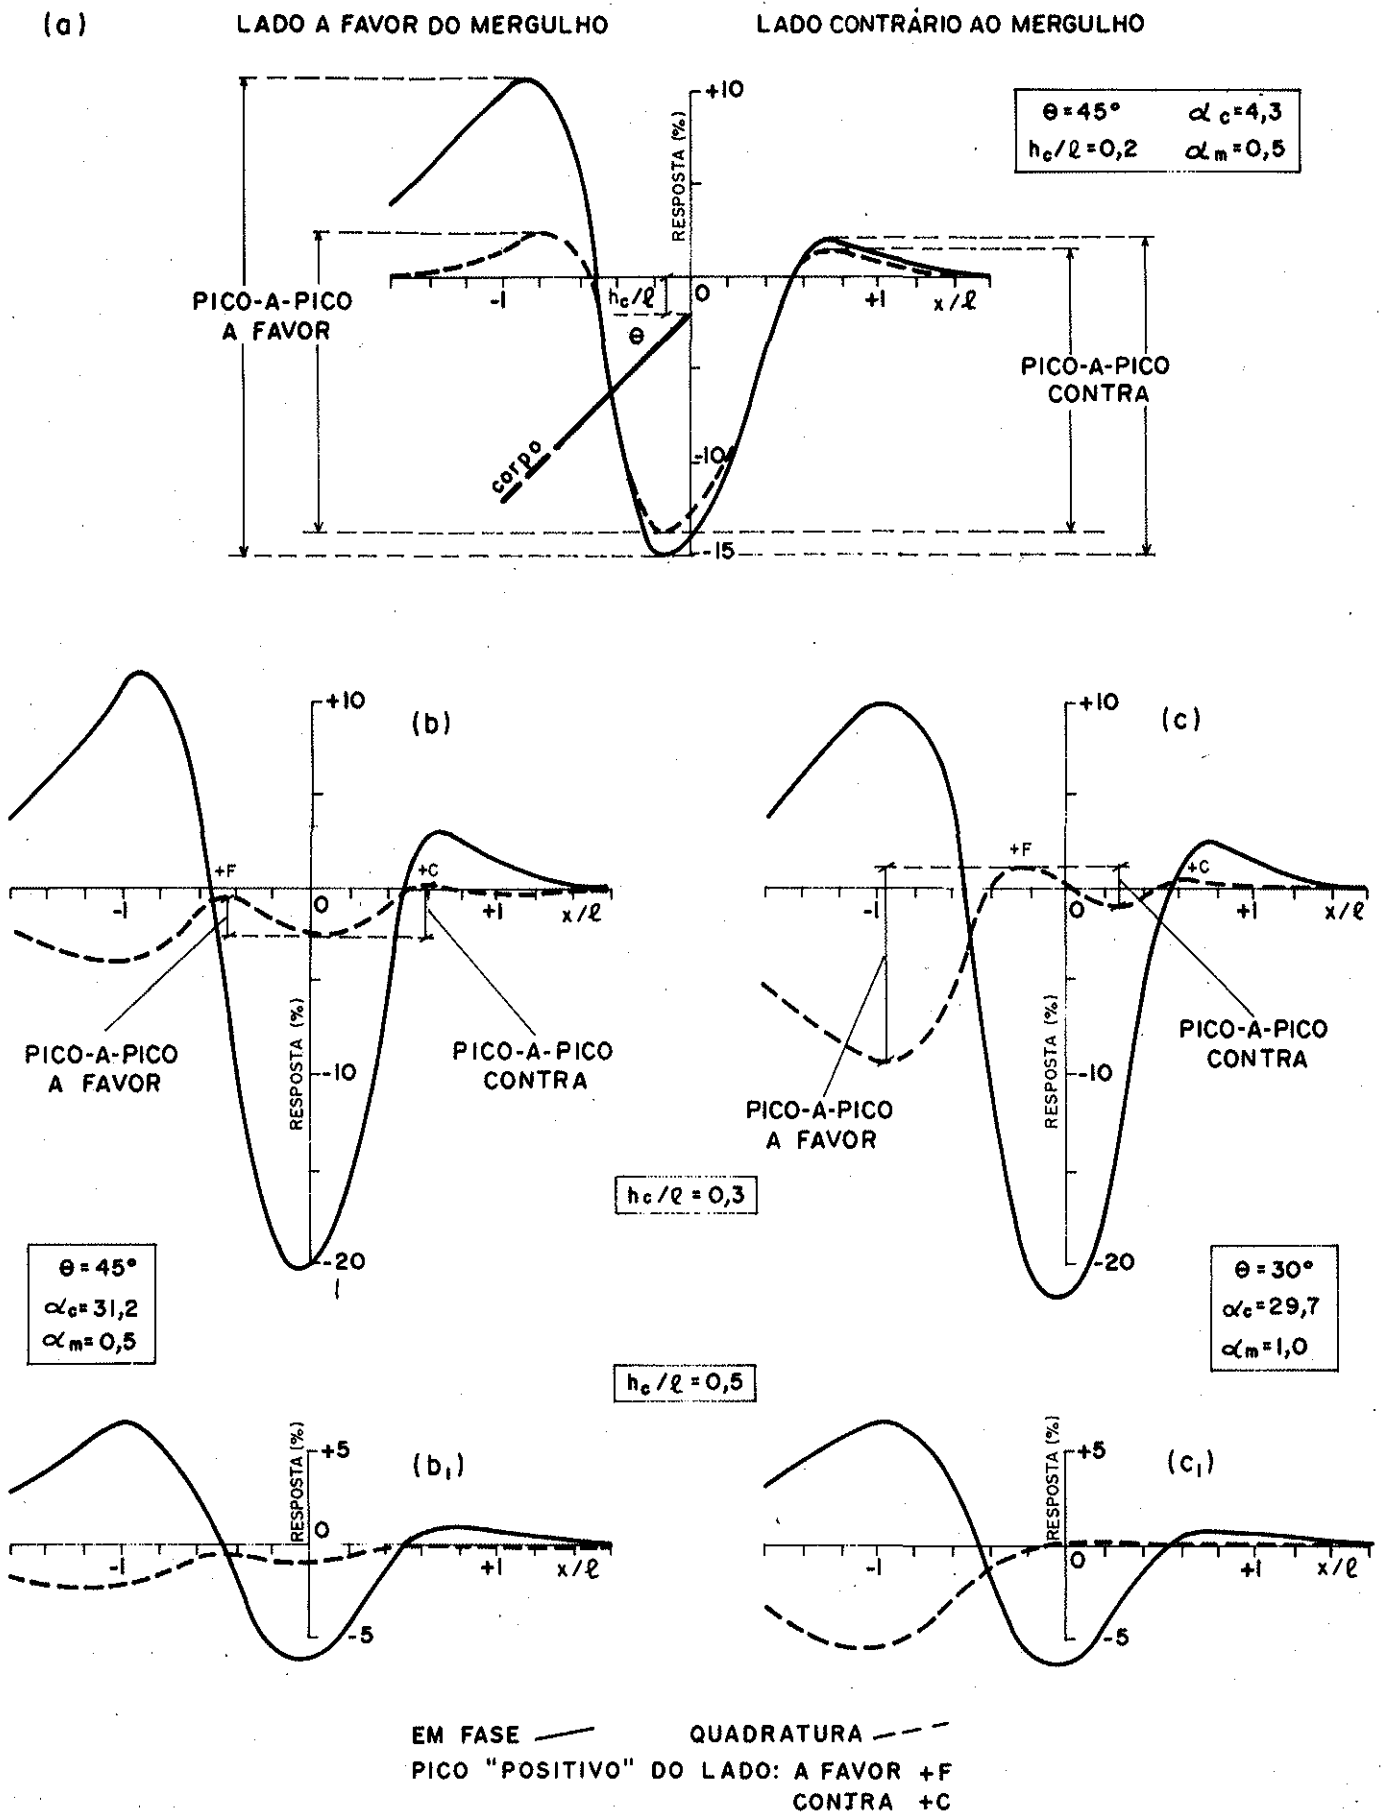 (a)
LADO A FAVOR DO MERGULHO
LADO CONTRÁRIO AO MERGULHO
+10
RESPOSTA (%)
θ=45° αc=4,3
hc/ℓ=0,2 αm=0,5
PICO-A-PICO
A FAVOR
-1
hc/ℓ
0
+1
x/ℓ
θ
corpo
-10
-15
PICO-A-PICO
CONTRA
+10
(b)
+F
+C
-1
0
+1
x/ℓ
RESPOSTA (%)
-10
-20
PICO-A-PICO
A FAVOR
PICO-A-PICO
CONTRA
+10
(c)
+F
+C
-1
0
+1
x/ℓ
RESPOSTA (%)
-10
-20
PICO-A-PICO
A FAVOR
PICO-A-PICO
CONTRA
hc/ℓ=0,3
θ=45°
αc=31,2
αm=0,5
θ=30°
αc=29,7
αm=1,0
hc/ℓ=0,5
RESPOSTA (%)
+5
(b₁)
0
-1
+1
x/ℓ
-5
RESPOSTA (%)
+5
(c₁)
-1
0
+1
x/ℓ
-5
EM FASE
QUADRATURA
PICO "POSITIVO" DO LADO: A FAVOR +F
CONTRA +C